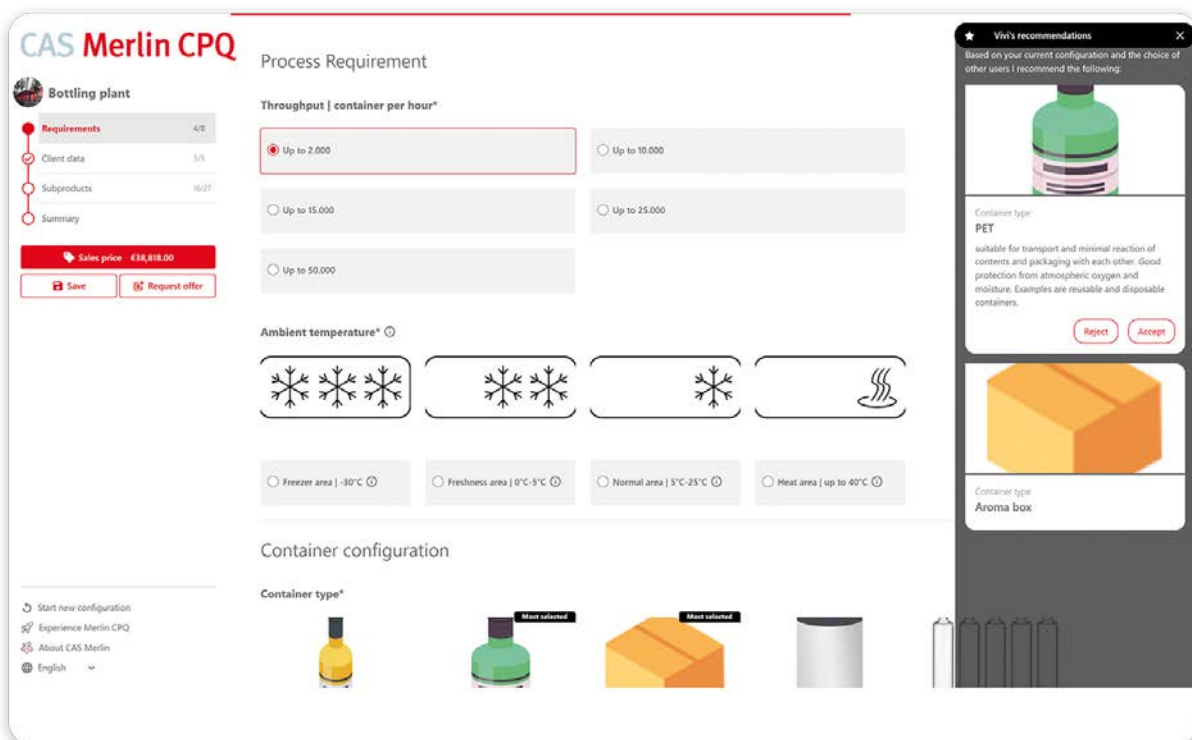 CAS Merlin CPQ
Bottling plant
Requirements 4/8
Client data 5/5
Subproducts 16/27
Summary
Sales price €38,818.00
Save
Request offer
Start new configuration
Experience Merlin CPQ
About CAS Merlin
English
Process Requirement
Throughput | container per hour*
Up to 2.000
Up to 10.000
Up to 15.000
Up to 25.000
Up to 50.000
Ambient temperature*
Freezer area | -30°C
Freshness area | 0°C-5°C
Normal area | 5°C-25°C
Heat area | up to 40°C
Container configuration
Container type*
Most selected
Most selected
Vivi's recommendations
Based on your current configuration and the choice of
other users I recommend the following:
Container type
PET
suitable for transport and minimal reaction of
contents and packaging with each other. Good
protection from atmospheric oxygen and
moisture. Examples are reusable and disposable
containers.
Reject
Accept
Container type
Aroma box